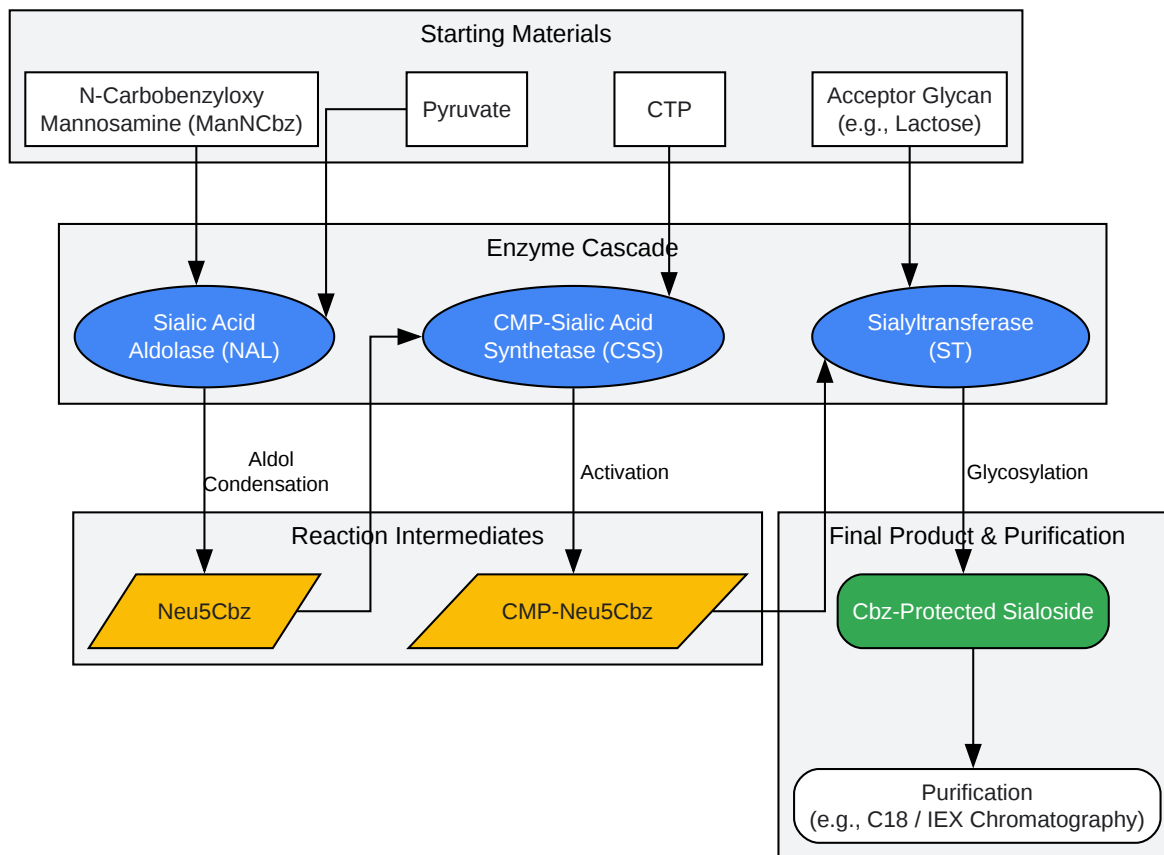 Starting Materials
N-Carbobenzyloxy
Mannosamine (ManNCbz)
Pyruvate
CTP
Acceptor Glycan
(e.g., Lactose)
Enzyme Cascade
Sialic Acid
Aldolase (NAL)
CMP-Sialic Acid
Synthetase (CSS)
Sialyltransferase
(ST)
Aldol
Condensation
Activation
Glycosylation
Reaction Intermediates
Neu5Cbz
CMP-Neu5Cbz
Final Product & Purification
Cbz-Protected Sialoside
Purification
(e.g., C18 / IEX Chromatography)